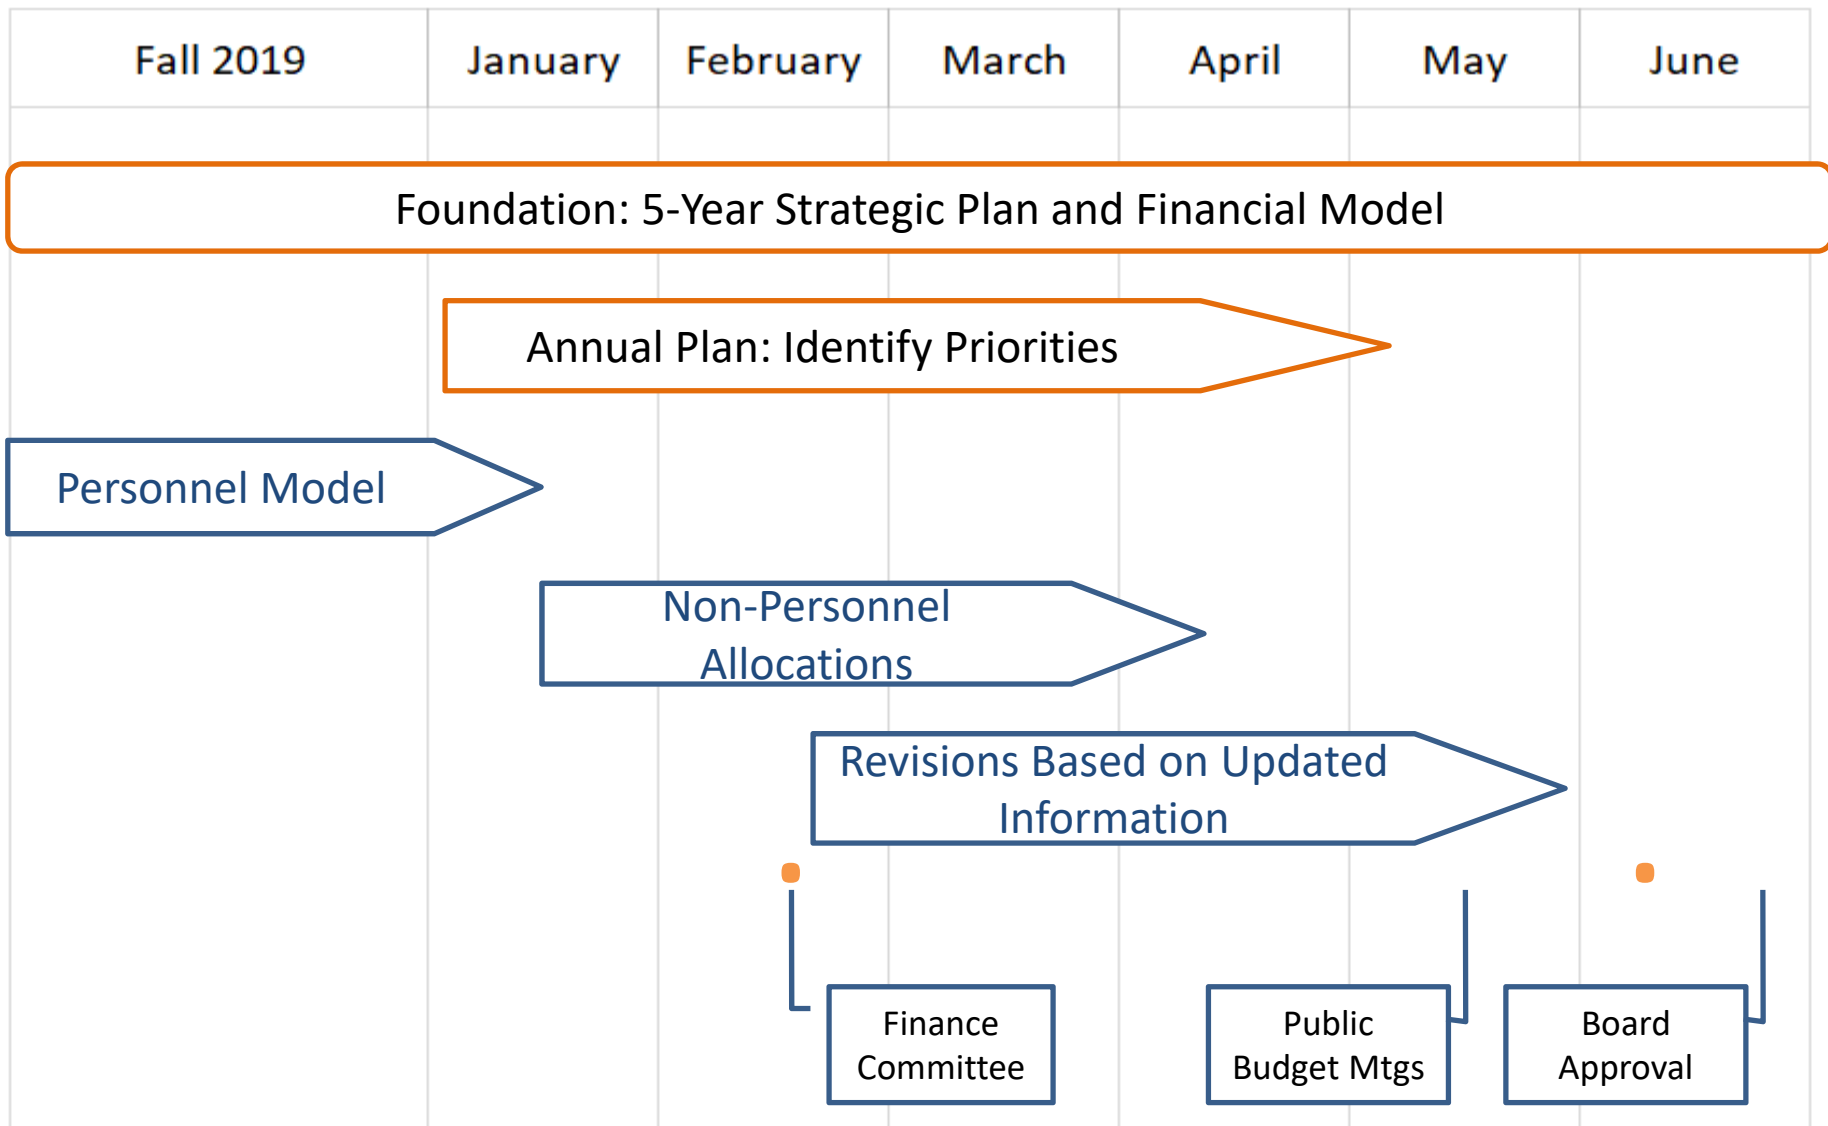 Fall 2019
January
February
March
April
May
June
Foundation: 5-Year Strategic Plan and Financial Model
Annual Plan: Identify Priorities
Personnel Model
Non-Personnel
Allocations
Revisions Based on Updated
Information
Finance
Committee
Public
Budget Mtgs
Board
Approval